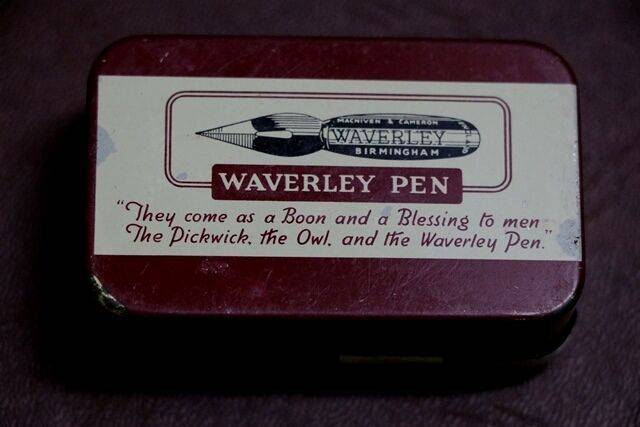 MACNIVEN & CAMERON
WAVERLEY
BIRMINGHAM
WAVERLEY PEN
"They come as a Boon and a Blessing to men
The Pickwick, the Owl, and the Waverley Pen."